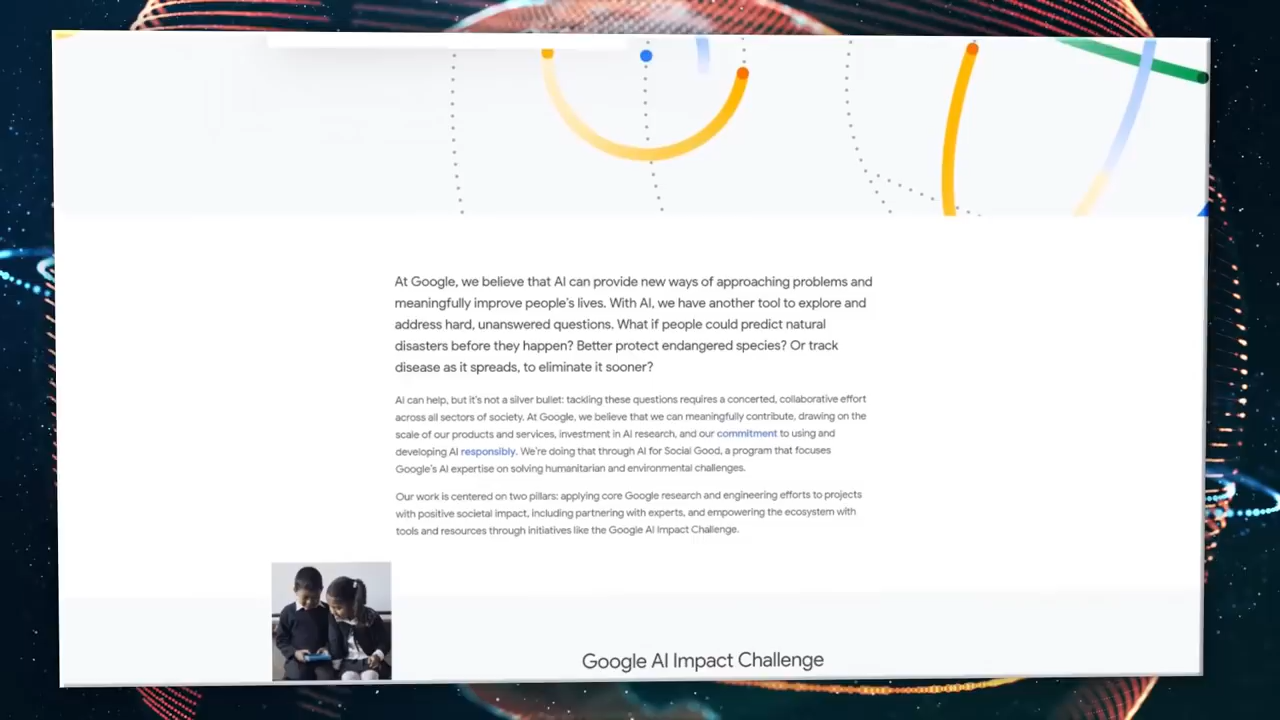 At Google, we believe that AI can provide new ways of approaching problems and
meaningfully improve people's lives. With AI, we have another tool to explore and
address hard, unanswered questions. What if people could predict natural
disasters before they happen? Better protect endangered species? Or track
disease as it spreads, to eliminate it sooner?
AI can help, but it's not a silver bullet: tackling these questions requires a concerted, collaborative effort
across all sectors of society. At Google, we believe that we can meaningfully contribute, drawing on the
scale of our products and services, investment in AI research, and our commitment to using and
developing AI responsibly. We're doing that through AI for Social Good, a program that focuses
Google's AI expertise on solving humanitarian and environmental challenges.
Our work is centered on two pillars: applying core Google research and engineering efforts to projects
with positive societal impact, including partnering with experts, and empowering the ecosystem with
tools and resources through initiatives like the Google AI Impact Challenge.
Google AI Impact Challenge